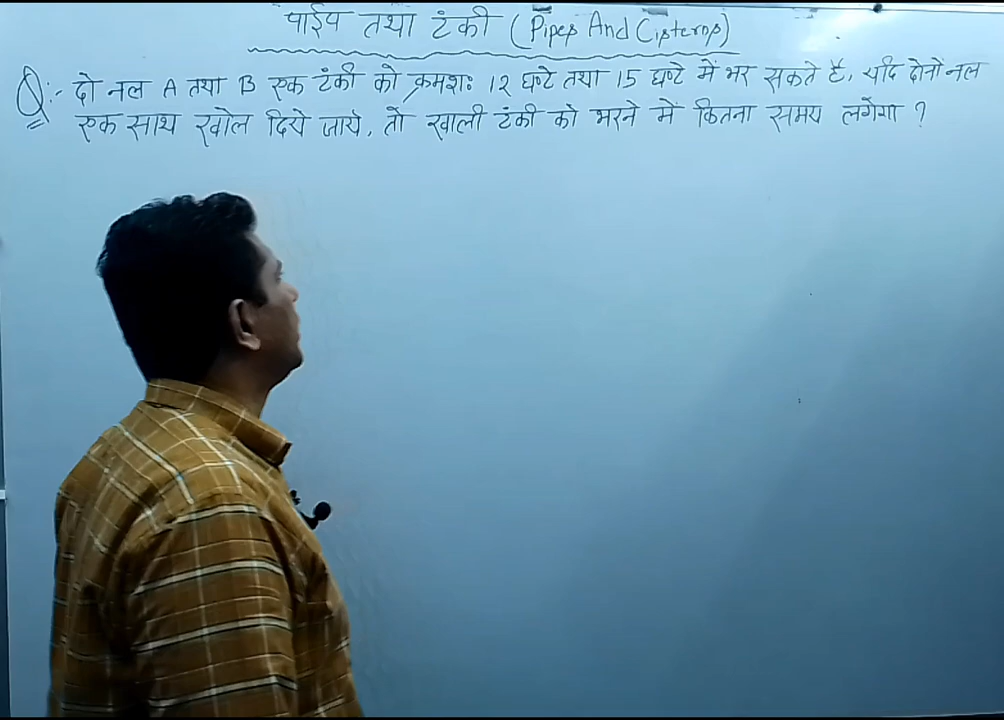 पाईप तथा टंकी (Pipes And Cisterns)
Q:- दो नल A तथा B एक टंकी को क्रमशः 12 घण्टे तथा 15 घण्टे में भर सकते है, यदि दोनों नल
एक साथ खोल दिये जाये, तो खाली टंकी को भरने में कितना समय लगेगा ?